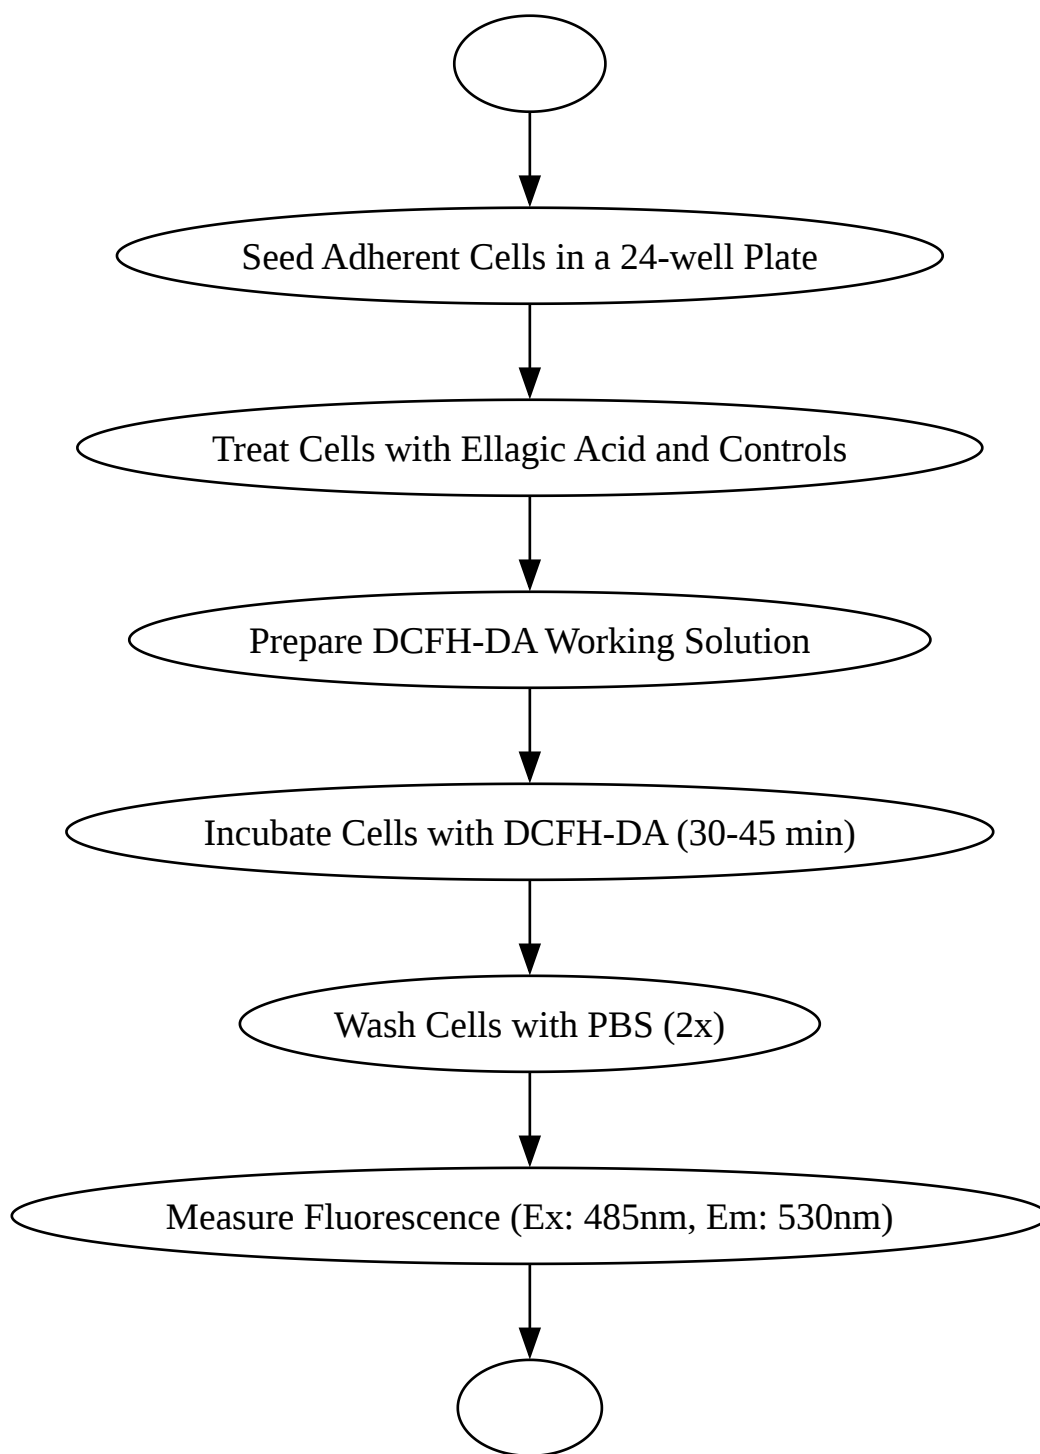 Seed Adherent Cells in a 24-well Plate
Treat Cells with Ellagic Acid and Controls
Prepare DCFH-DA Working Solution
Incubate Cells with DCFH-DA (30-45 min)
Wash Cells with PBS (2x)
Measure Fluorescence (Ex: 485nm, Em: 530nm)